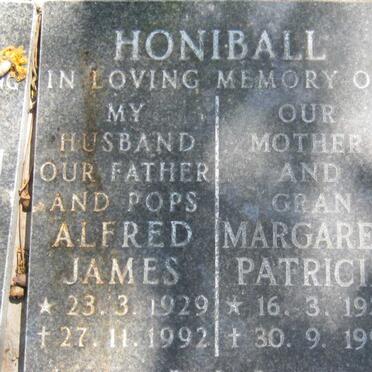 HONIBALL
IN LOVING MEMORY O
MY
HUSBAND
OUR FATHER
AND POPS
ALFRED
JAMES
★ 23.3.1929
† 27.11.1992
OUR
MOTHER
AND
GRAN
MARGARE
PATRICI
★ 16.3.19
† 30.9.19